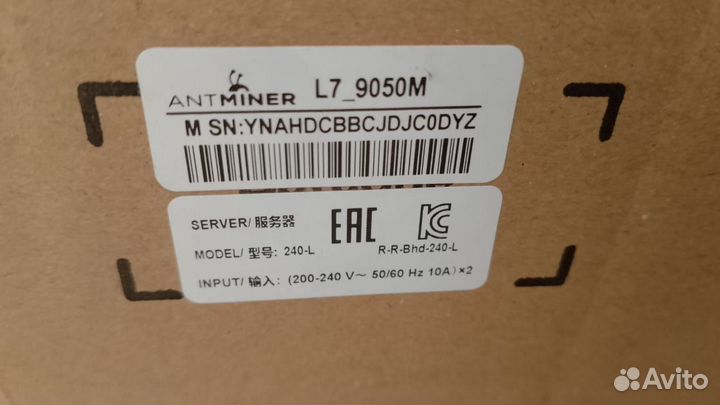 ANTMINER L7_9050M
M SN:YNAHDCBBCJDJC0DYZ
SERVER/服务器
EAC
MODEL/型号: 240-L
R-R-Bhd-240-L
INPUT/输入: (200-240 V~ 50/60 Hz 10A)×2
Avito